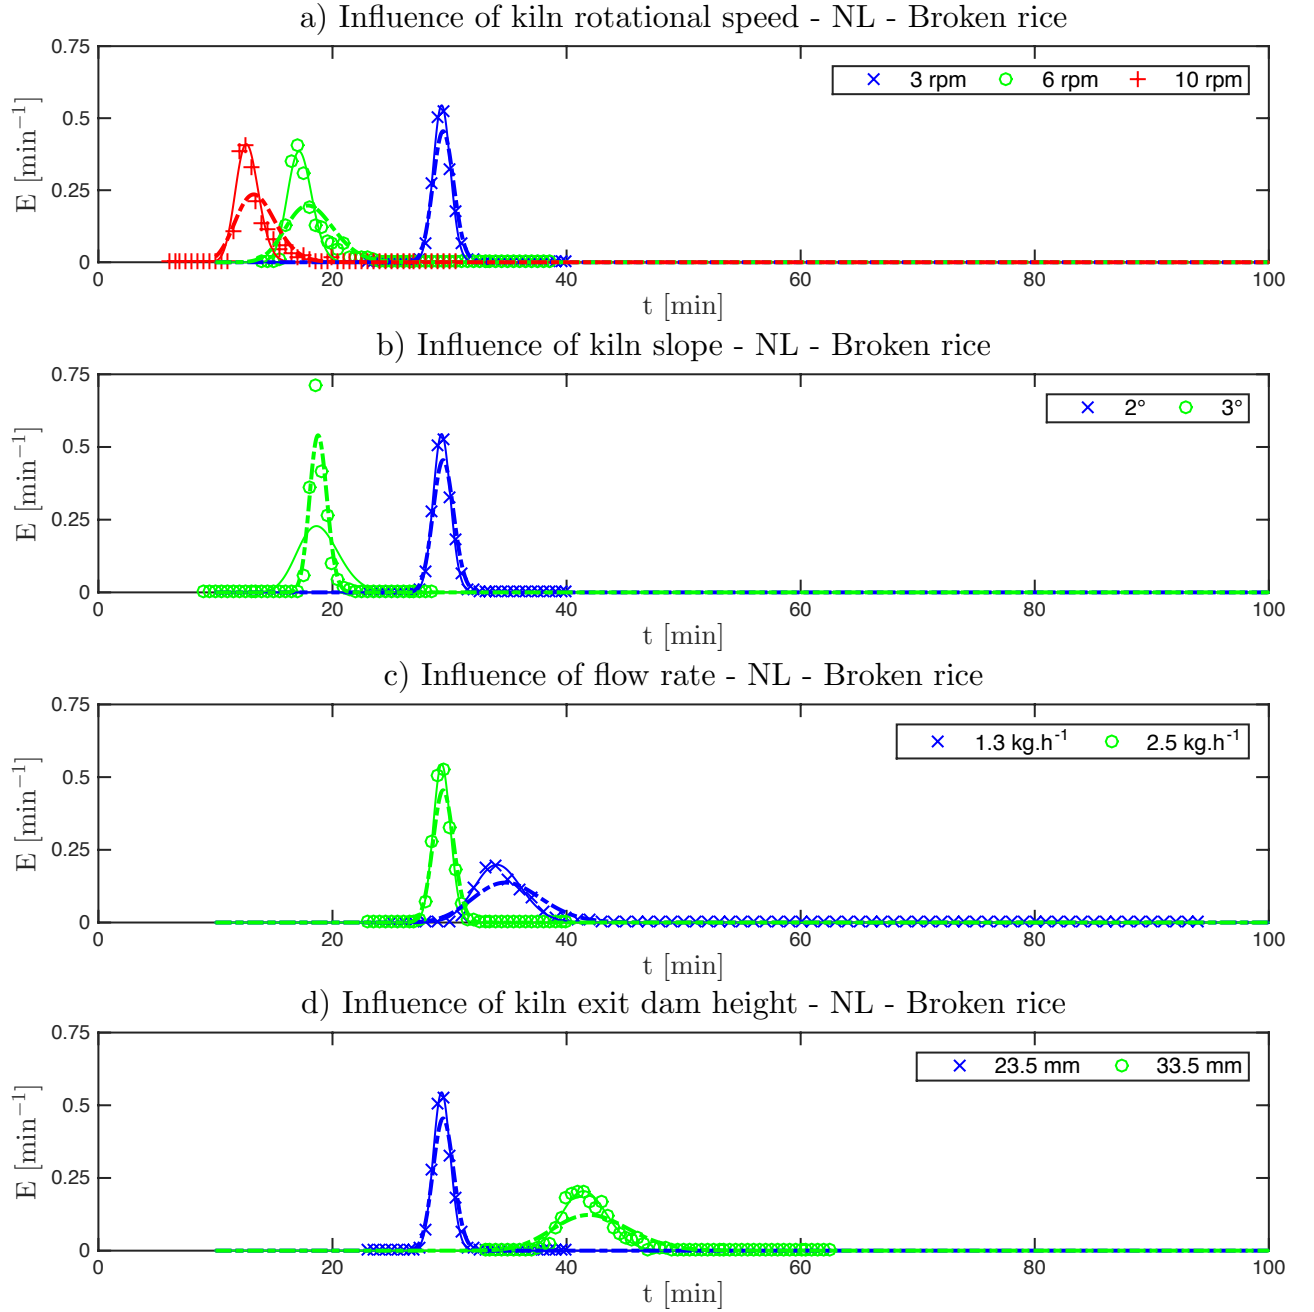 a) Influence of kiln rotational speed - NL - Broken rice
0.75
0.5
0.25
0
E [min⁻¹]
3 rpm 6 rpm 10 rpm
0 20 40 60 80 100
t [min]
b) Influence of kiln slope - NL - Broken rice
0.75
0.5
0.25
0
E [min⁻¹]
2° 3°
0 20 40 60 80 100
t [min]
c) Influence of flow rate - NL - Broken rice
0.75
0.5
0.25
0
E [min⁻¹]
1.3 kg.h⁻¹ 2.5 kg.h⁻¹
0 20 40 60 80 100
t [min]
d) Influence of kiln exit dam height - NL - Broken rice
0.75
0.5
0.25
0
E [min⁻¹]
23.5 mm 33.5 mm
0 20 40 60 80 100
t [min]